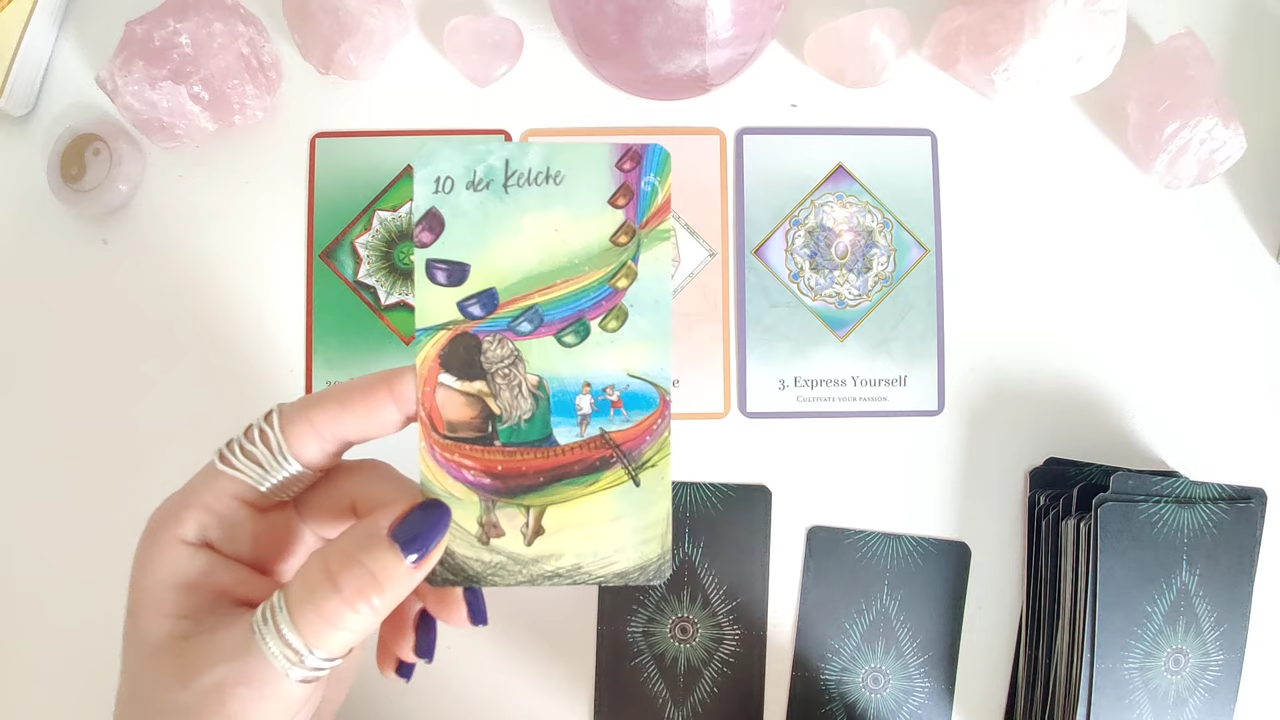 10 der Kelche
3. Express Yourself
Cultivate your passion.